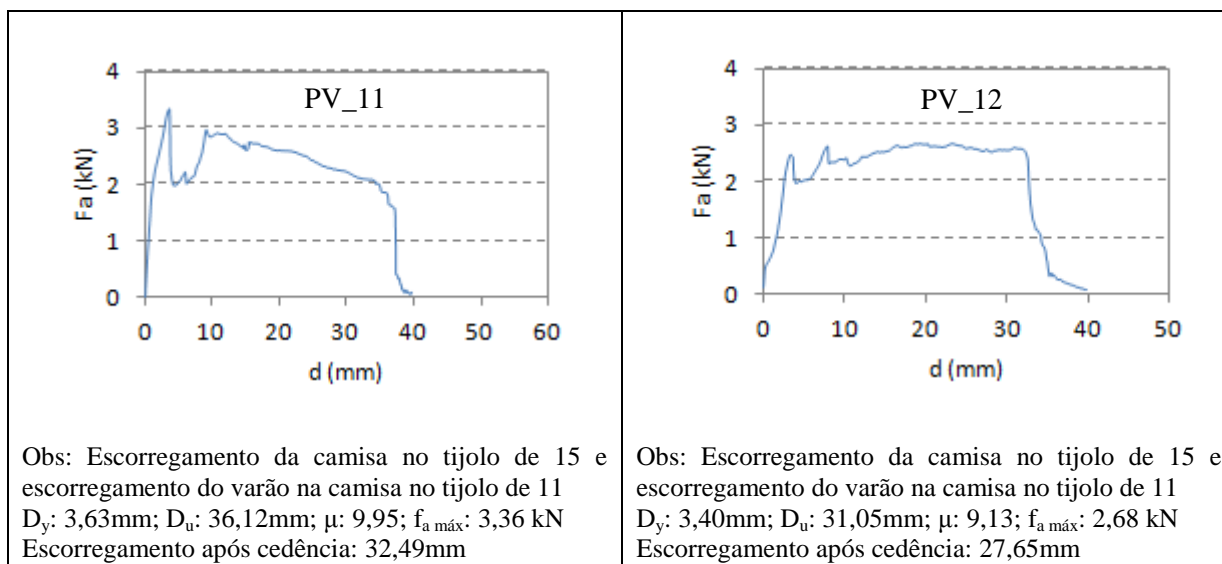 PV_11
4
3
2
1
0
Fa (kN)
0 10 20 30 40 50 60
d (mm)
Obs: Escorregamento da camisa no tijolo de 15 e
escorregamento do varão na camisa no tijolo de 11
Dy: 3,63mm; Du: 36,12mm; μ: 9,95; fa máx: 3,36 kN
Escorregamento após cedência: 32,49mm
PV_12
4
3
2
1
0
Fa (kN)
0 10 20 30 40 50
d (mm)
Obs: Escorregamento da camisa no tijolo de 15 e
escorregamento do varão na camisa no tijolo de 11
Dy: 3,40mm; Du: 31,05mm; μ: 9,13; fa máx: 2,68 kN
Escorregamento após cedência: 27,65mm